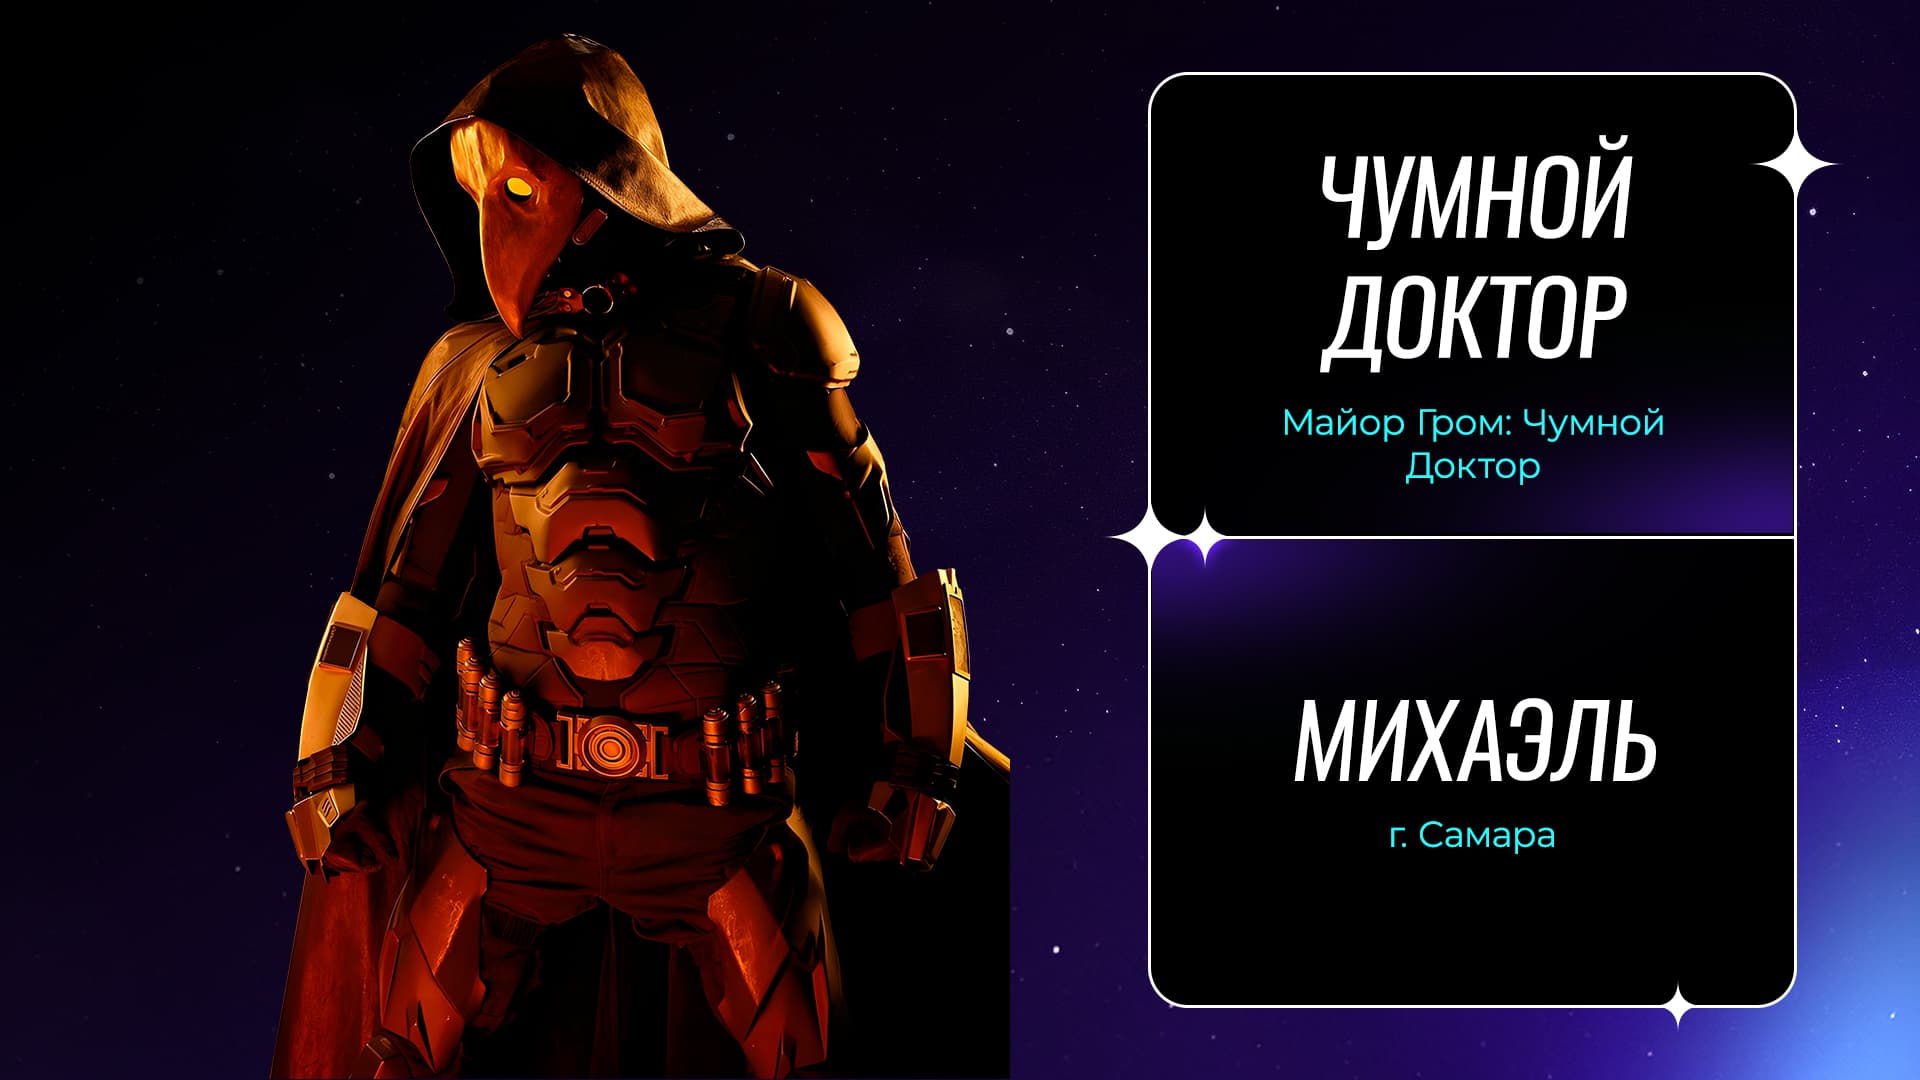 ЧУМНОЙ
ДОКТОР
Майор Гром: Чумной
Доктор
МИХАЭЛЬ
г. Самара